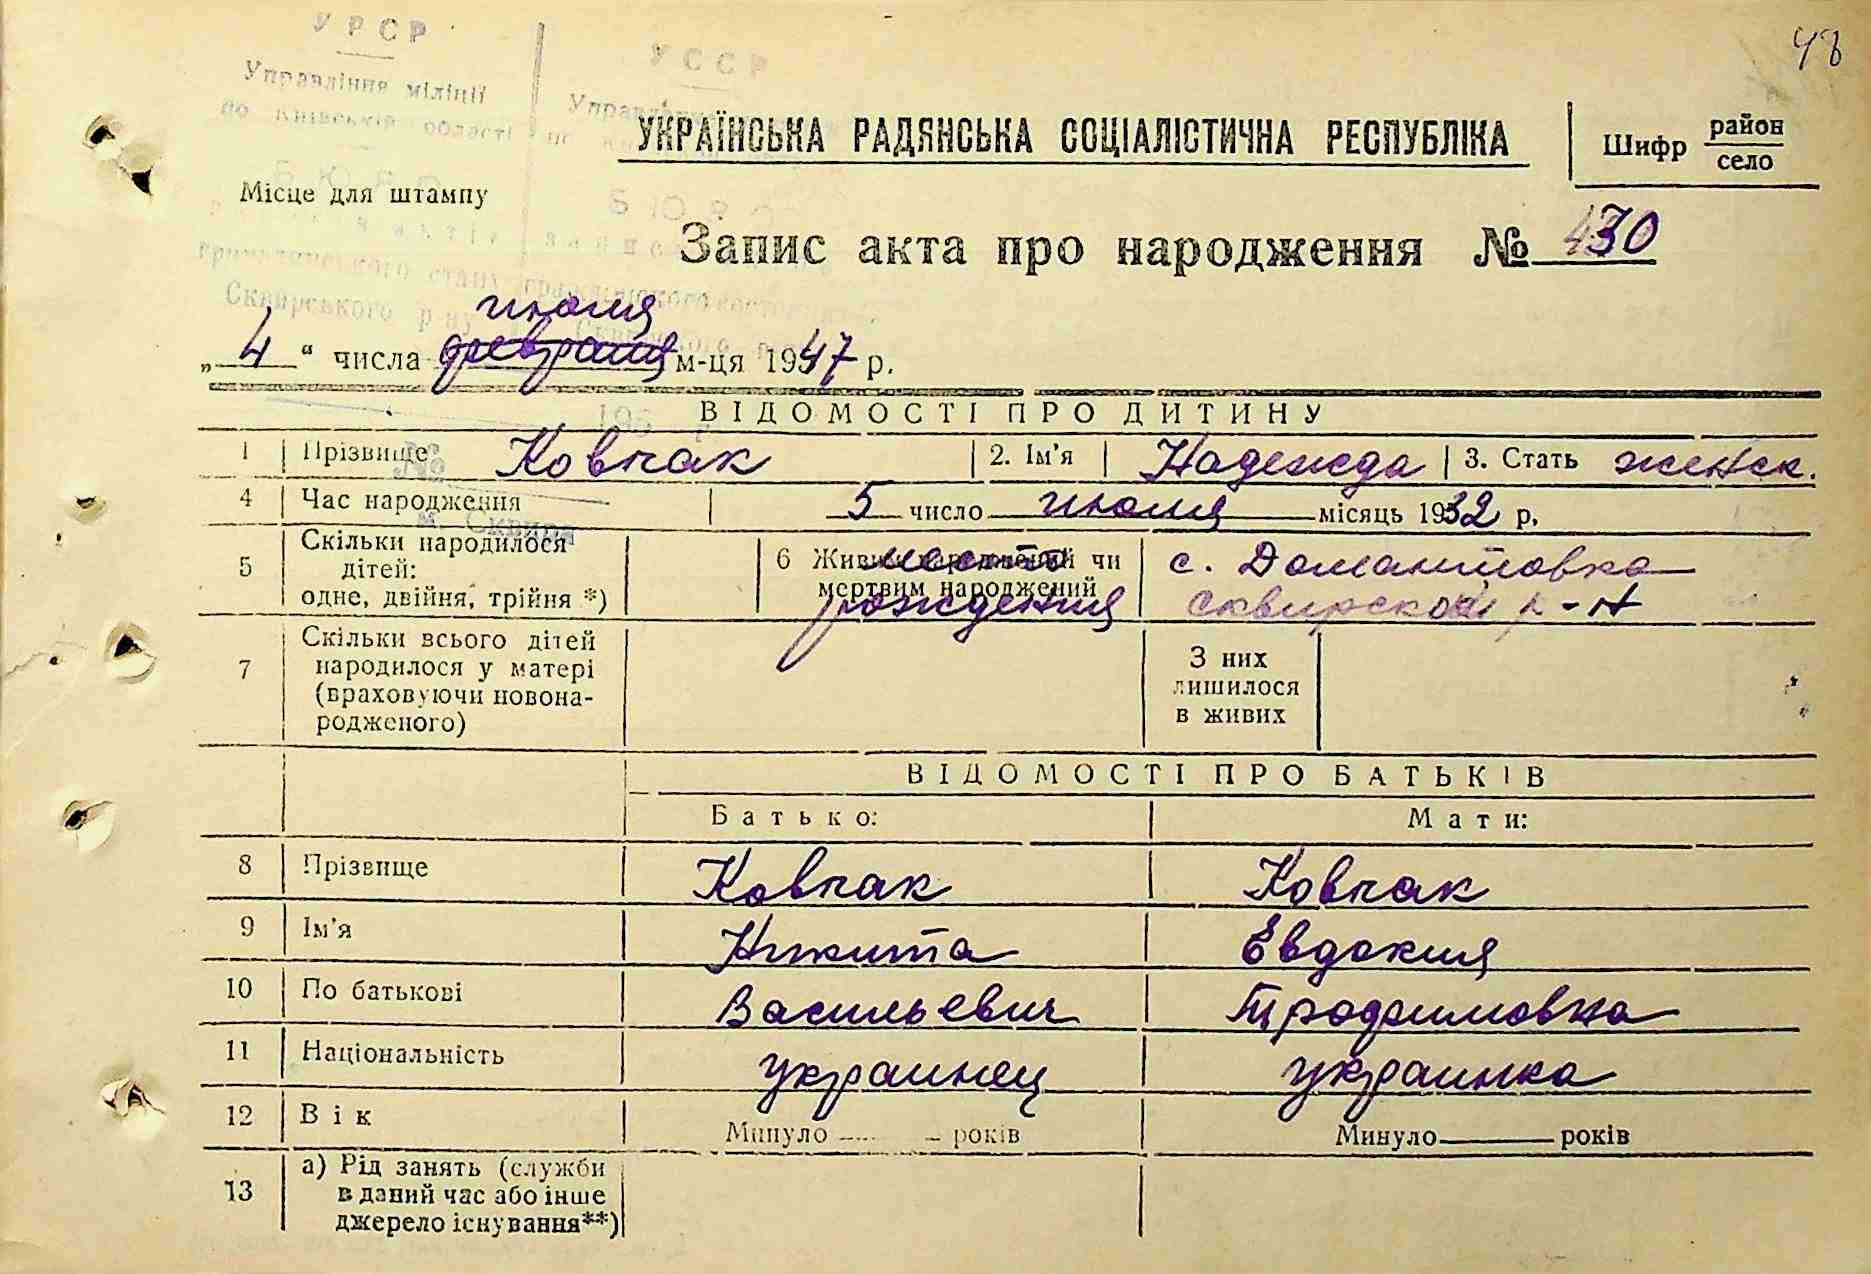 48
УРСР
УССР
Управління міліції
по Київській області
УКРАЇНСЬКА РАДЯНСЬКА СОЦІАЛІСТИЧНА РЕСПУБЛІКА
Шифр район
село
БЮРО
БЮРО
Місце для штампу
Запис акта про народження № 430
Сквирського р-ну
июля
„4“ числа февраля м-ця 1947 р.
ВІДОМОСТІ ПРО ДИТИНУ
1 Прізвище Ковпак 2. Ім'я Надежда 3. Стать женск.
4 Час народження 5 число июля місяць 1932 р.
м. Сквира
5 Скільки народилося дітей: одне, двійня, трійня *)
6 Живим народжений чи мертвим народжений
место рождения
с. Домантовка
Сквирской р-н
7 Скільки всього дітей народилося у матері (враховуючи новонародженого)
З них лишилося в живих
ВІДОМОСТІ ПРО БАТЬКІВ
Батько: Мати:
8 Прізвище Ковпак Ковпак
9 Ім'я Никита Евдокия
10 По батькові Васильевич Трофимовна
11 Національність украинец украинка
12 Вік Минуло — років Минуло — років
13 а) Рід занять (служби
в даний час або інше
джерело існування**)